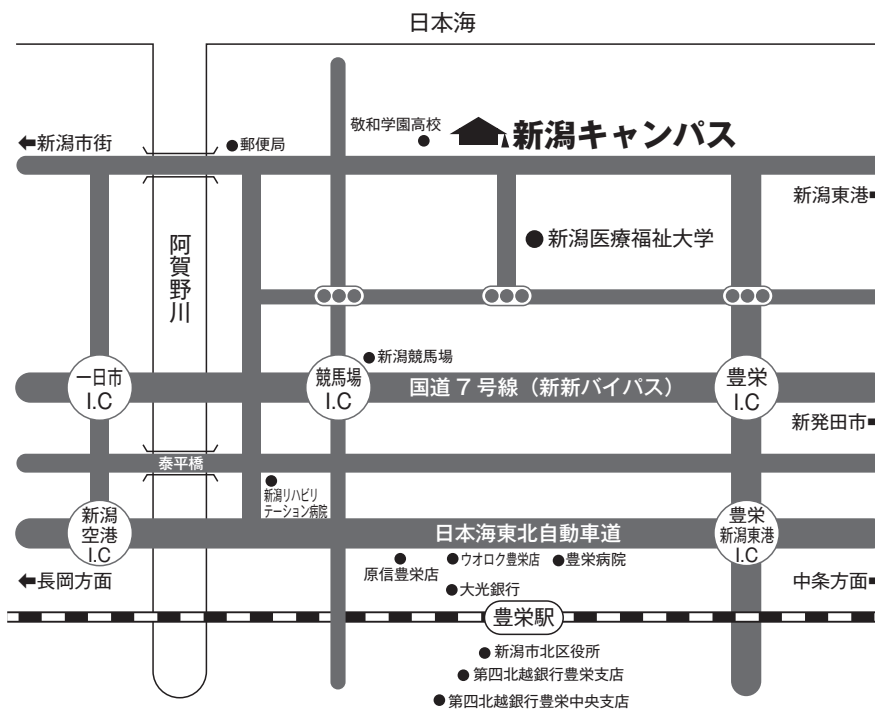 日本海
敬和学園高校
新潟キャンパス
新潟市街
郵便局
新潟東港
新潟医療福祉大学
阿賀野川
新潟競馬場
一日市
I.C
競馬場
I.C
国道7号線(新新バイパス)
豊栄
I.C
新発田市
泰平橋
新潟リハビリ
テーション病院
新潟
空港
I.C
日本海東北自動車道
豊栄
新潟東港
I.C
原信豊栄店
ウオロク豊栄店
豊栄病院
長岡方面
大光銀行
中条方面
豊栄駅
新潟市北区役所
第四北越銀行豊栄支店
第四北越銀行豊栄中央支店